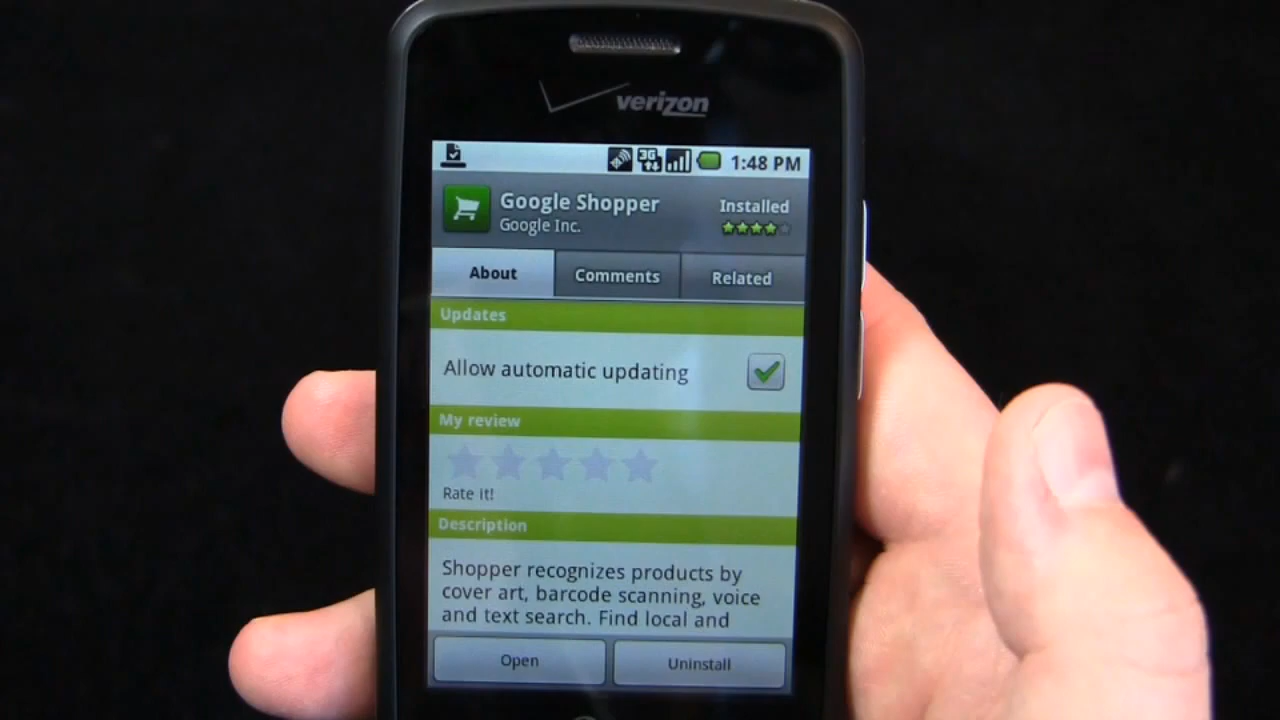 verizon
3G 1:48 PM
Google Shopper
Installed
Google Inc.
About Comments Related
Updates
Allow automatic updating
My review
Rate it!
Description
Shopper recognizes products by
cover art, barcode scanning, voice
and text search. Find local and
Open Uninstall